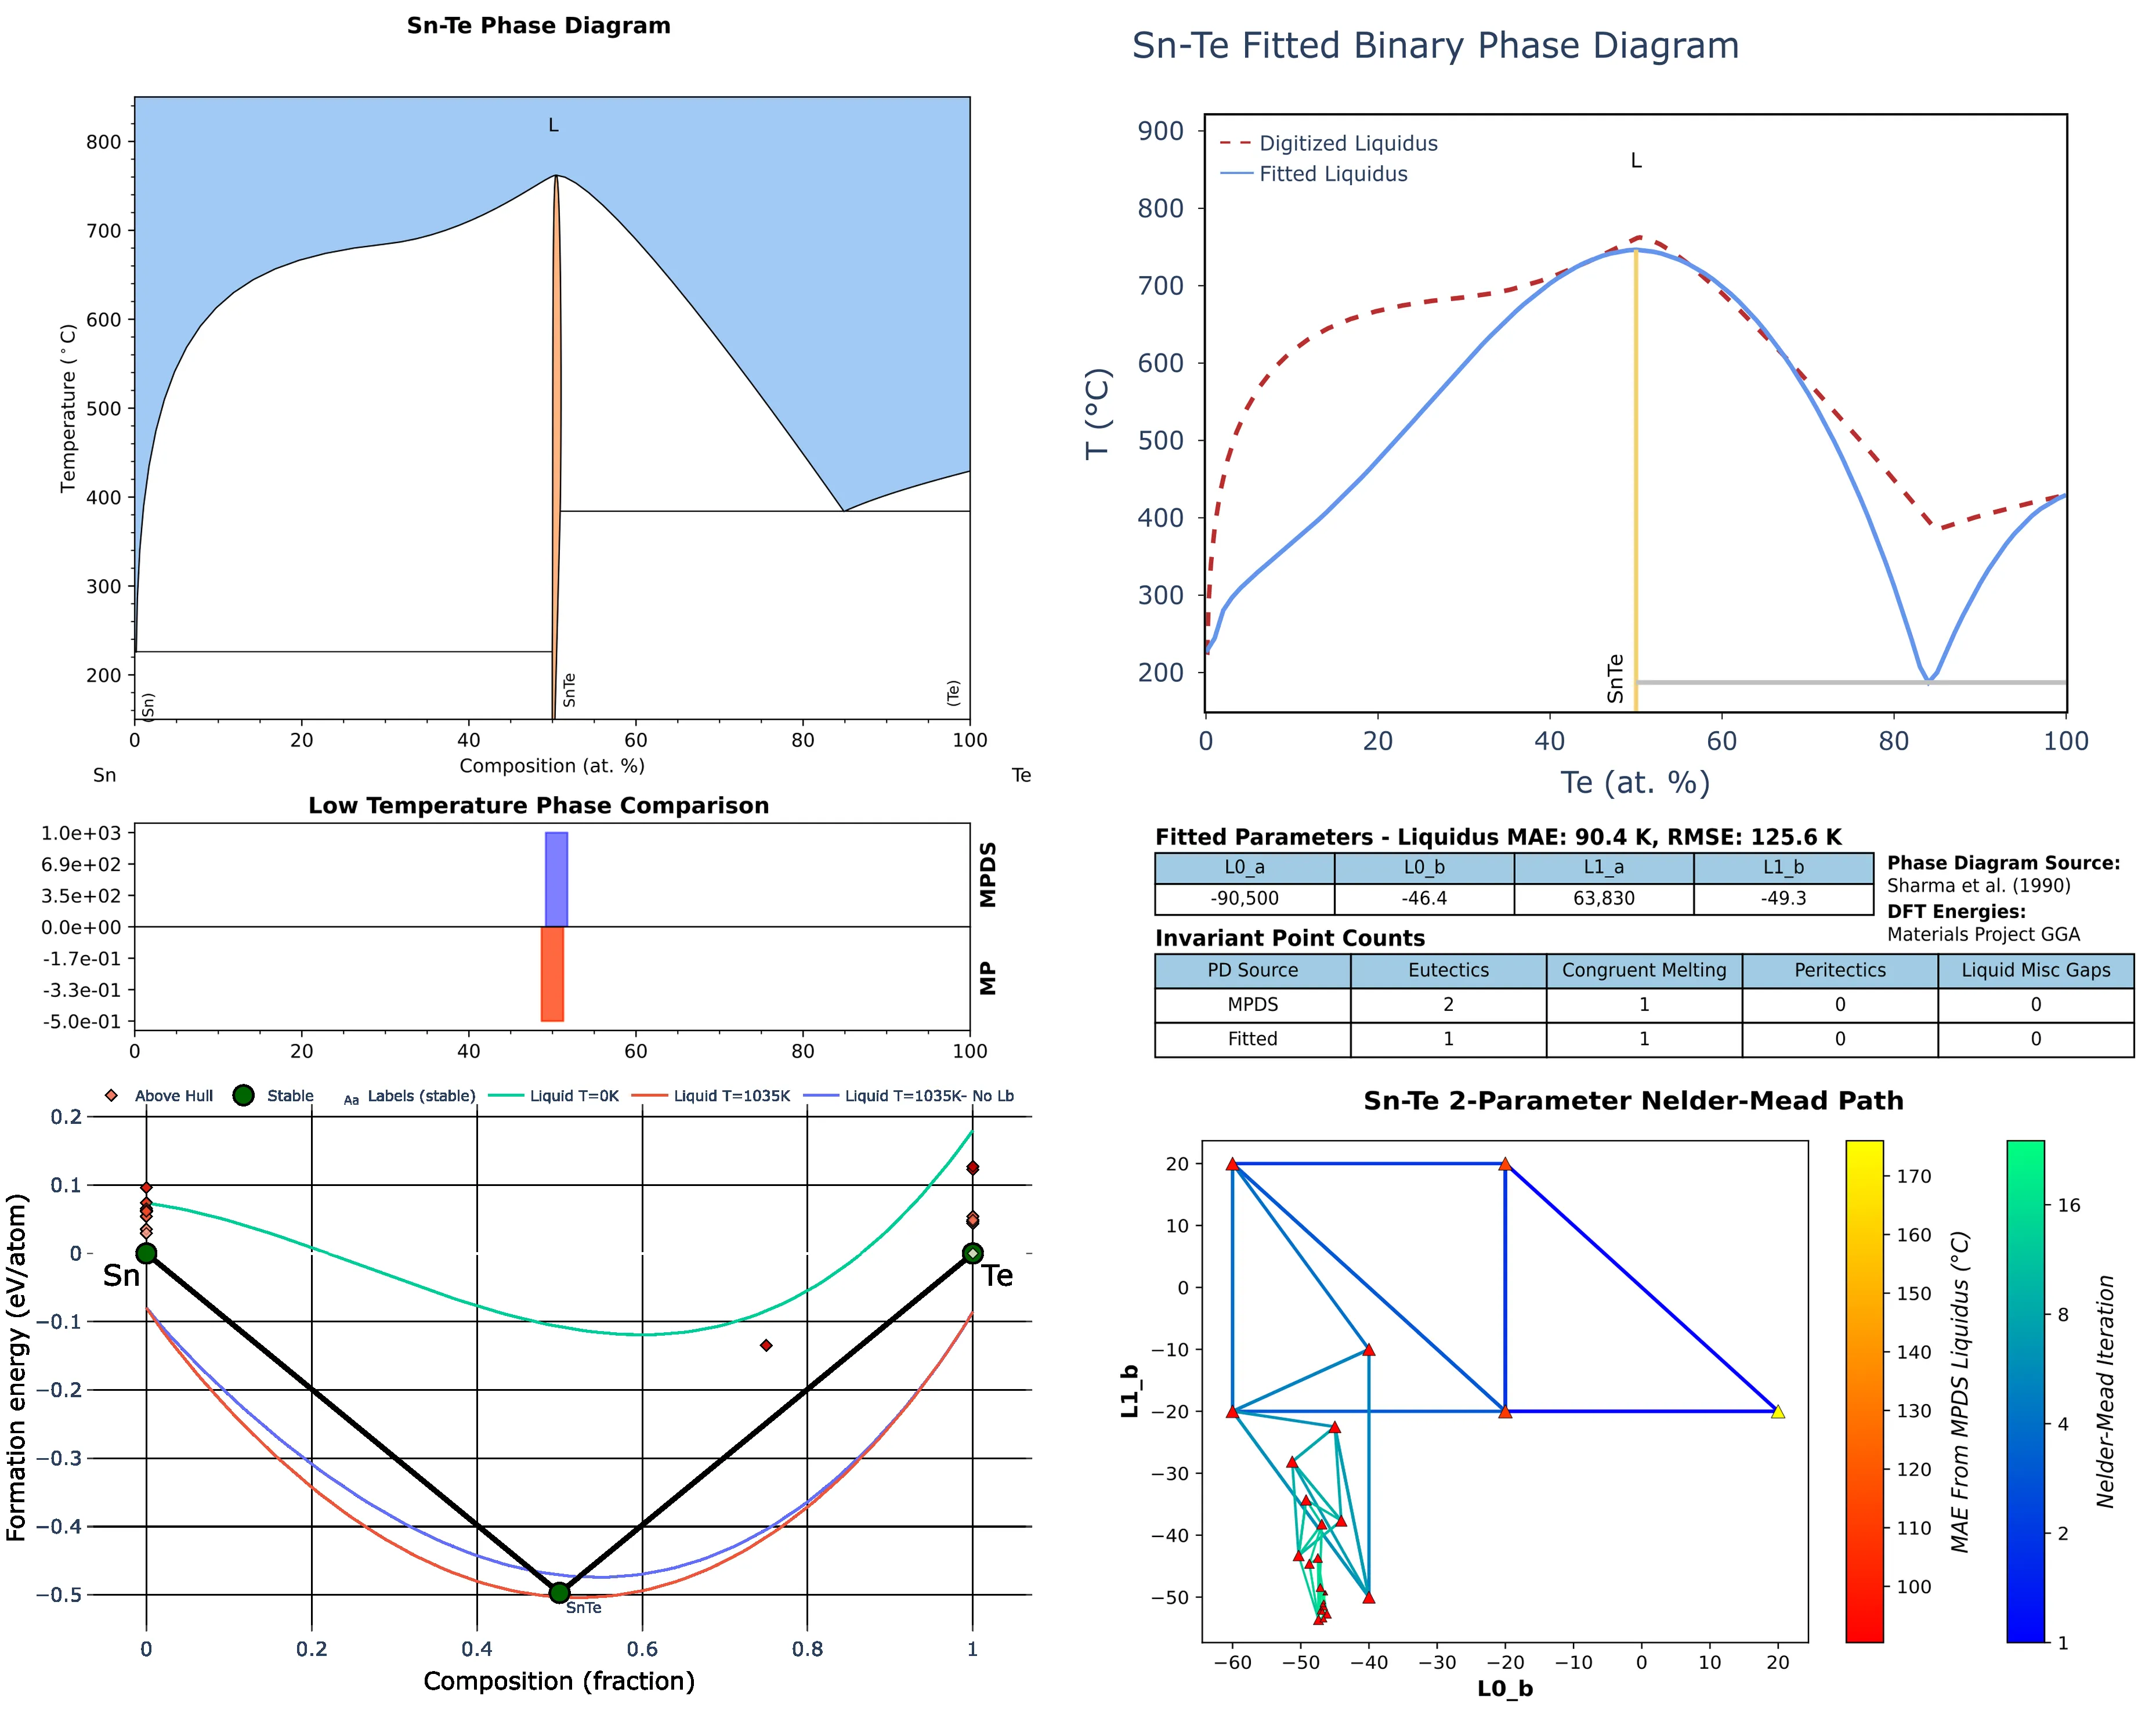 Sn-Te Phase Diagram
L
800
700
600
500
400
300
200
Temperature (°C)
(Sn)
SnTe
(Te)
0 20 40 60 80 100
Composition (at. %)
Sn Te
Sn-Te Fitted Binary Phase Diagram
Digitized Liquidus
Fitted Liquidus
L
900
800
700
600
500
400
300
200
T (°C)
SnTe
0 20 40 60 80 100
Te (at. %)
Low Temperature Phase Comparison
1.0e+03
6.9e+02
3.5e+02
0.0e+00
-1.7e-01
-3.3e-01
-5.0e-01
MPDS
MP
0 20 40 60 80 100
Fitted Parameters - Liquidus MAE: 90.4 K, RMSE: 125.6 K
L0_a L0_b L1_a L1_b
-90,500 -46.4 63,830 -49.3
Phase Diagram Source:
Sharma et al. (1990)
DFT Energies:
Materials Project GGA
Invariant Point Counts
PD Source Eutectics Congruent Melting Peritectics Liquid Misc Gaps
MPDS 2 1 0 0
Fitted 1 1 0 0
Above Hull Stable Aa Labels (stable) Liquid T=0K Liquid T=1035K Liquid T=1035K- No Lb
0.2
0.1
0
−0.1
−0.2
−0.3
−0.4
−0.5
Formation energy (eV/atom)
Sn
Te
SnTe
0 0.2 0.4 0.6 0.8 1
Composition (fraction)
Sn-Te 2-Parameter Nelder-Mead Path
20
10
0
−10
−20
−30
−40
−50
L1_b
−60 −50 −40 −30 −20 −10 0 10 20
L0_b
170
160
150
140
130
120
110
100
MAE From MPDS Liquidus (°C)
16
8
4
2
1
Nelder-Mead Iteration